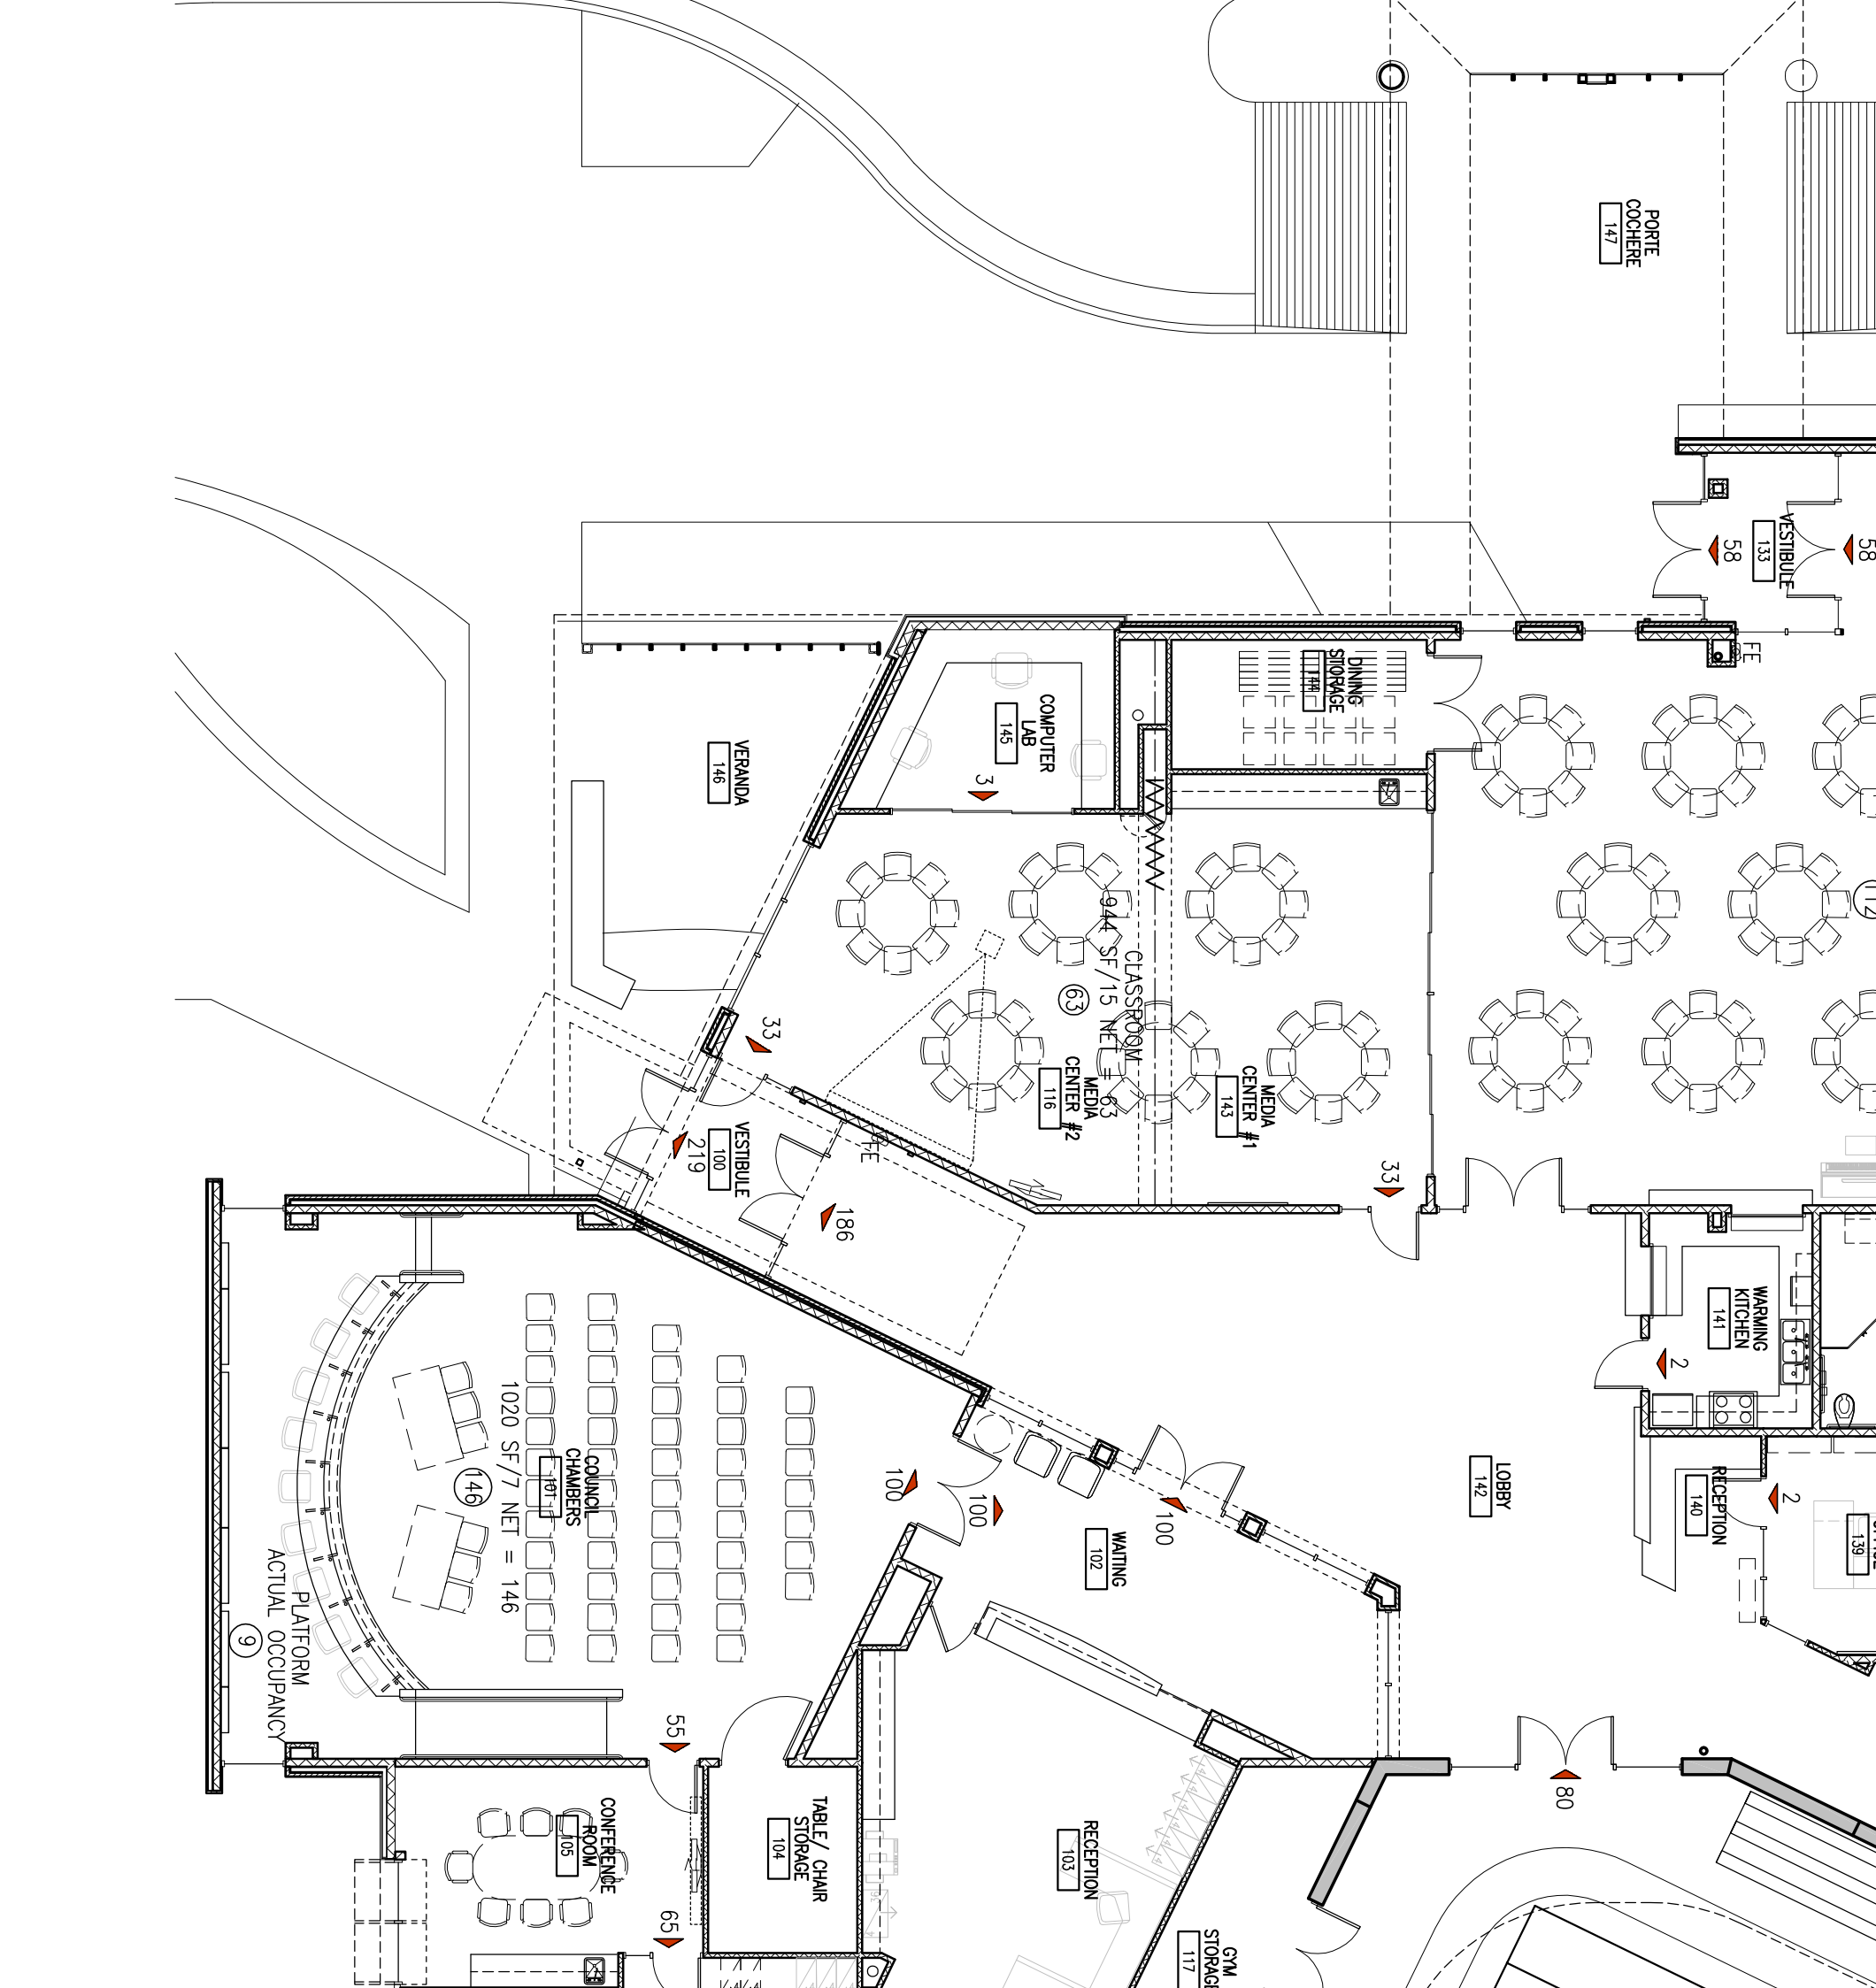 PORTE
COCHERE
147
58
VESTIBULE
133
58
FE
DINING
STORAGE
144
COMPUTER
LAB
145
3
VERANDA
146
CLASSROOM
944 SF/15 NET = 63
63
112
MEDIA
CENTER #1
143
MEDIA
CENTER #2
116
33
33
VESTIBULE
100
219
FE
186
WARMING
KITCHEN
141
2
LOBBY
142
RECEPTION
140
2
139
COUNCIL
CHAMBERS
101
1020 SF/7 NET = 146
146
100
100
100
WAITING
102
PLATFORM
ACTUAL OCCUPANCY
9
55
80
CONFERENCE
ROOM
105
TABLE/ CHAIR
STORAGE
104
RECEPTION
103
65
GYM
STORAGE
117